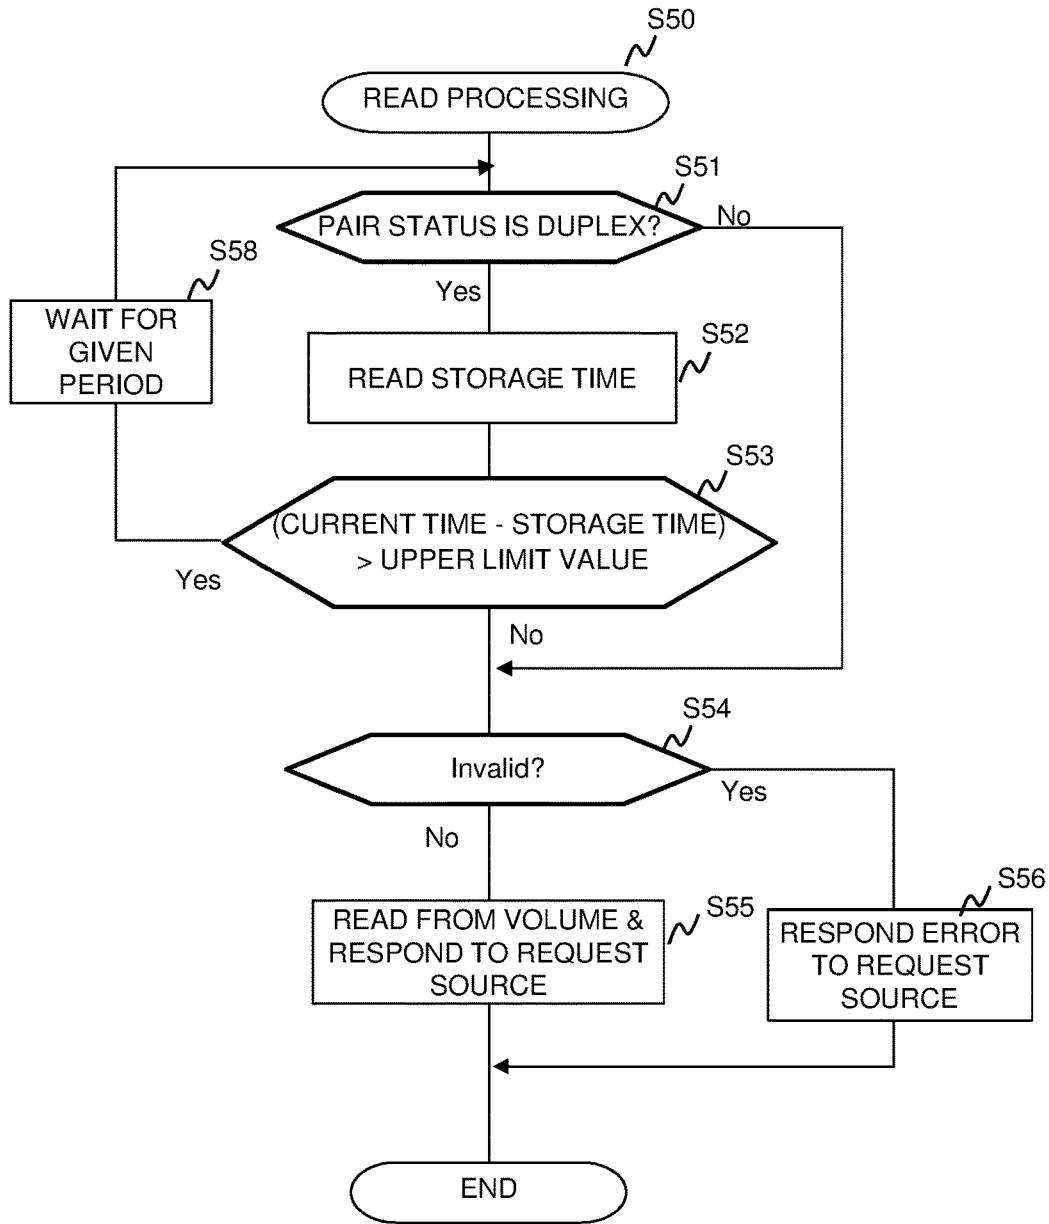 S50
READ PROCESSING
S51
PAIR STATUS IS DUPLEX?
No
Yes
S58
WAIT FOR
GIVEN
PERIOD
S52
READ STORAGE TIME
S53
(CURRENT TIME - STORAGE TIME)
> UPPER LIMIT VALUE
Yes
No
S54
Invalid?
Yes
No
S55
READ FROM VOLUME &
RESPOND TO REQUEST
SOURCE
S56
RESPOND ERROR
TO REQUEST
SOURCE
END